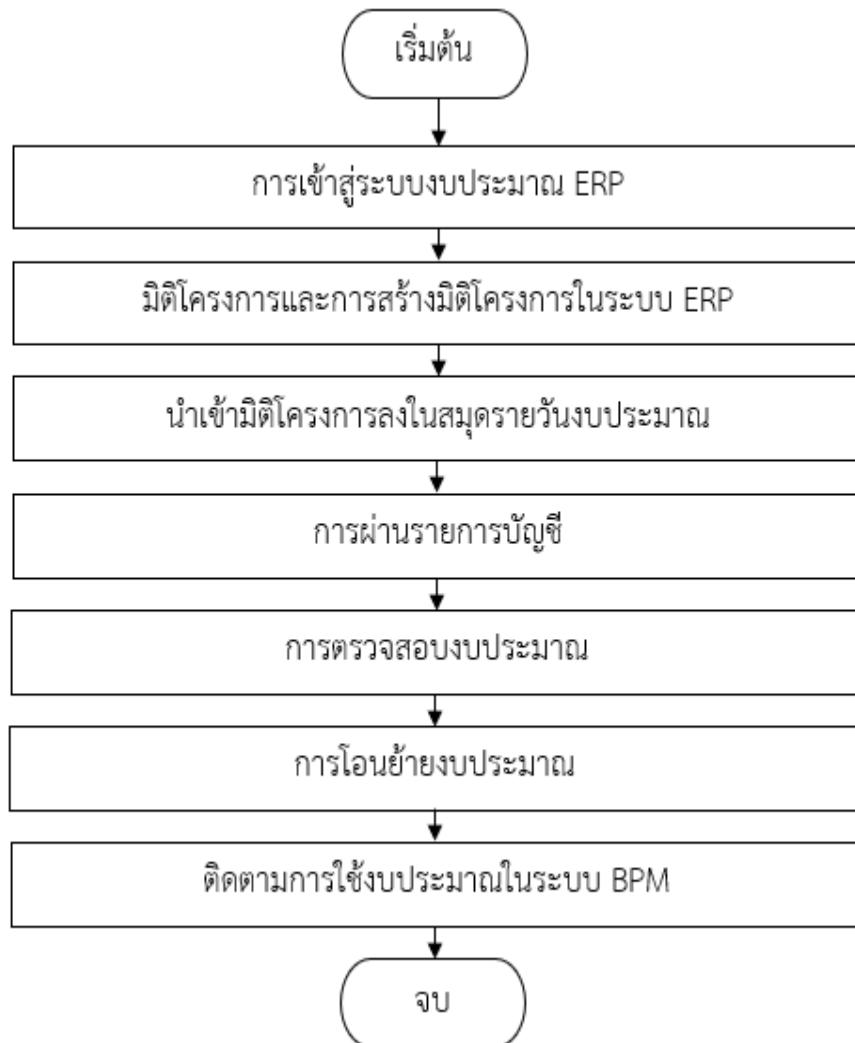 เริ่มต้น
การเข้าสู่ระบบงบประมาณ ERP
มิติโครงการและการสร้างมิติโครงการในระบบ ERP
นำเข้ามิติโครงการลงในสมุดรายวันงบประมาณ
การผ่านรายการบัญชี
การตรวจสอบงบประมาณ
การโอนย้ายงบประมาณ
ติดตามการใช้งบประมาณในระบบ BPM
จบ